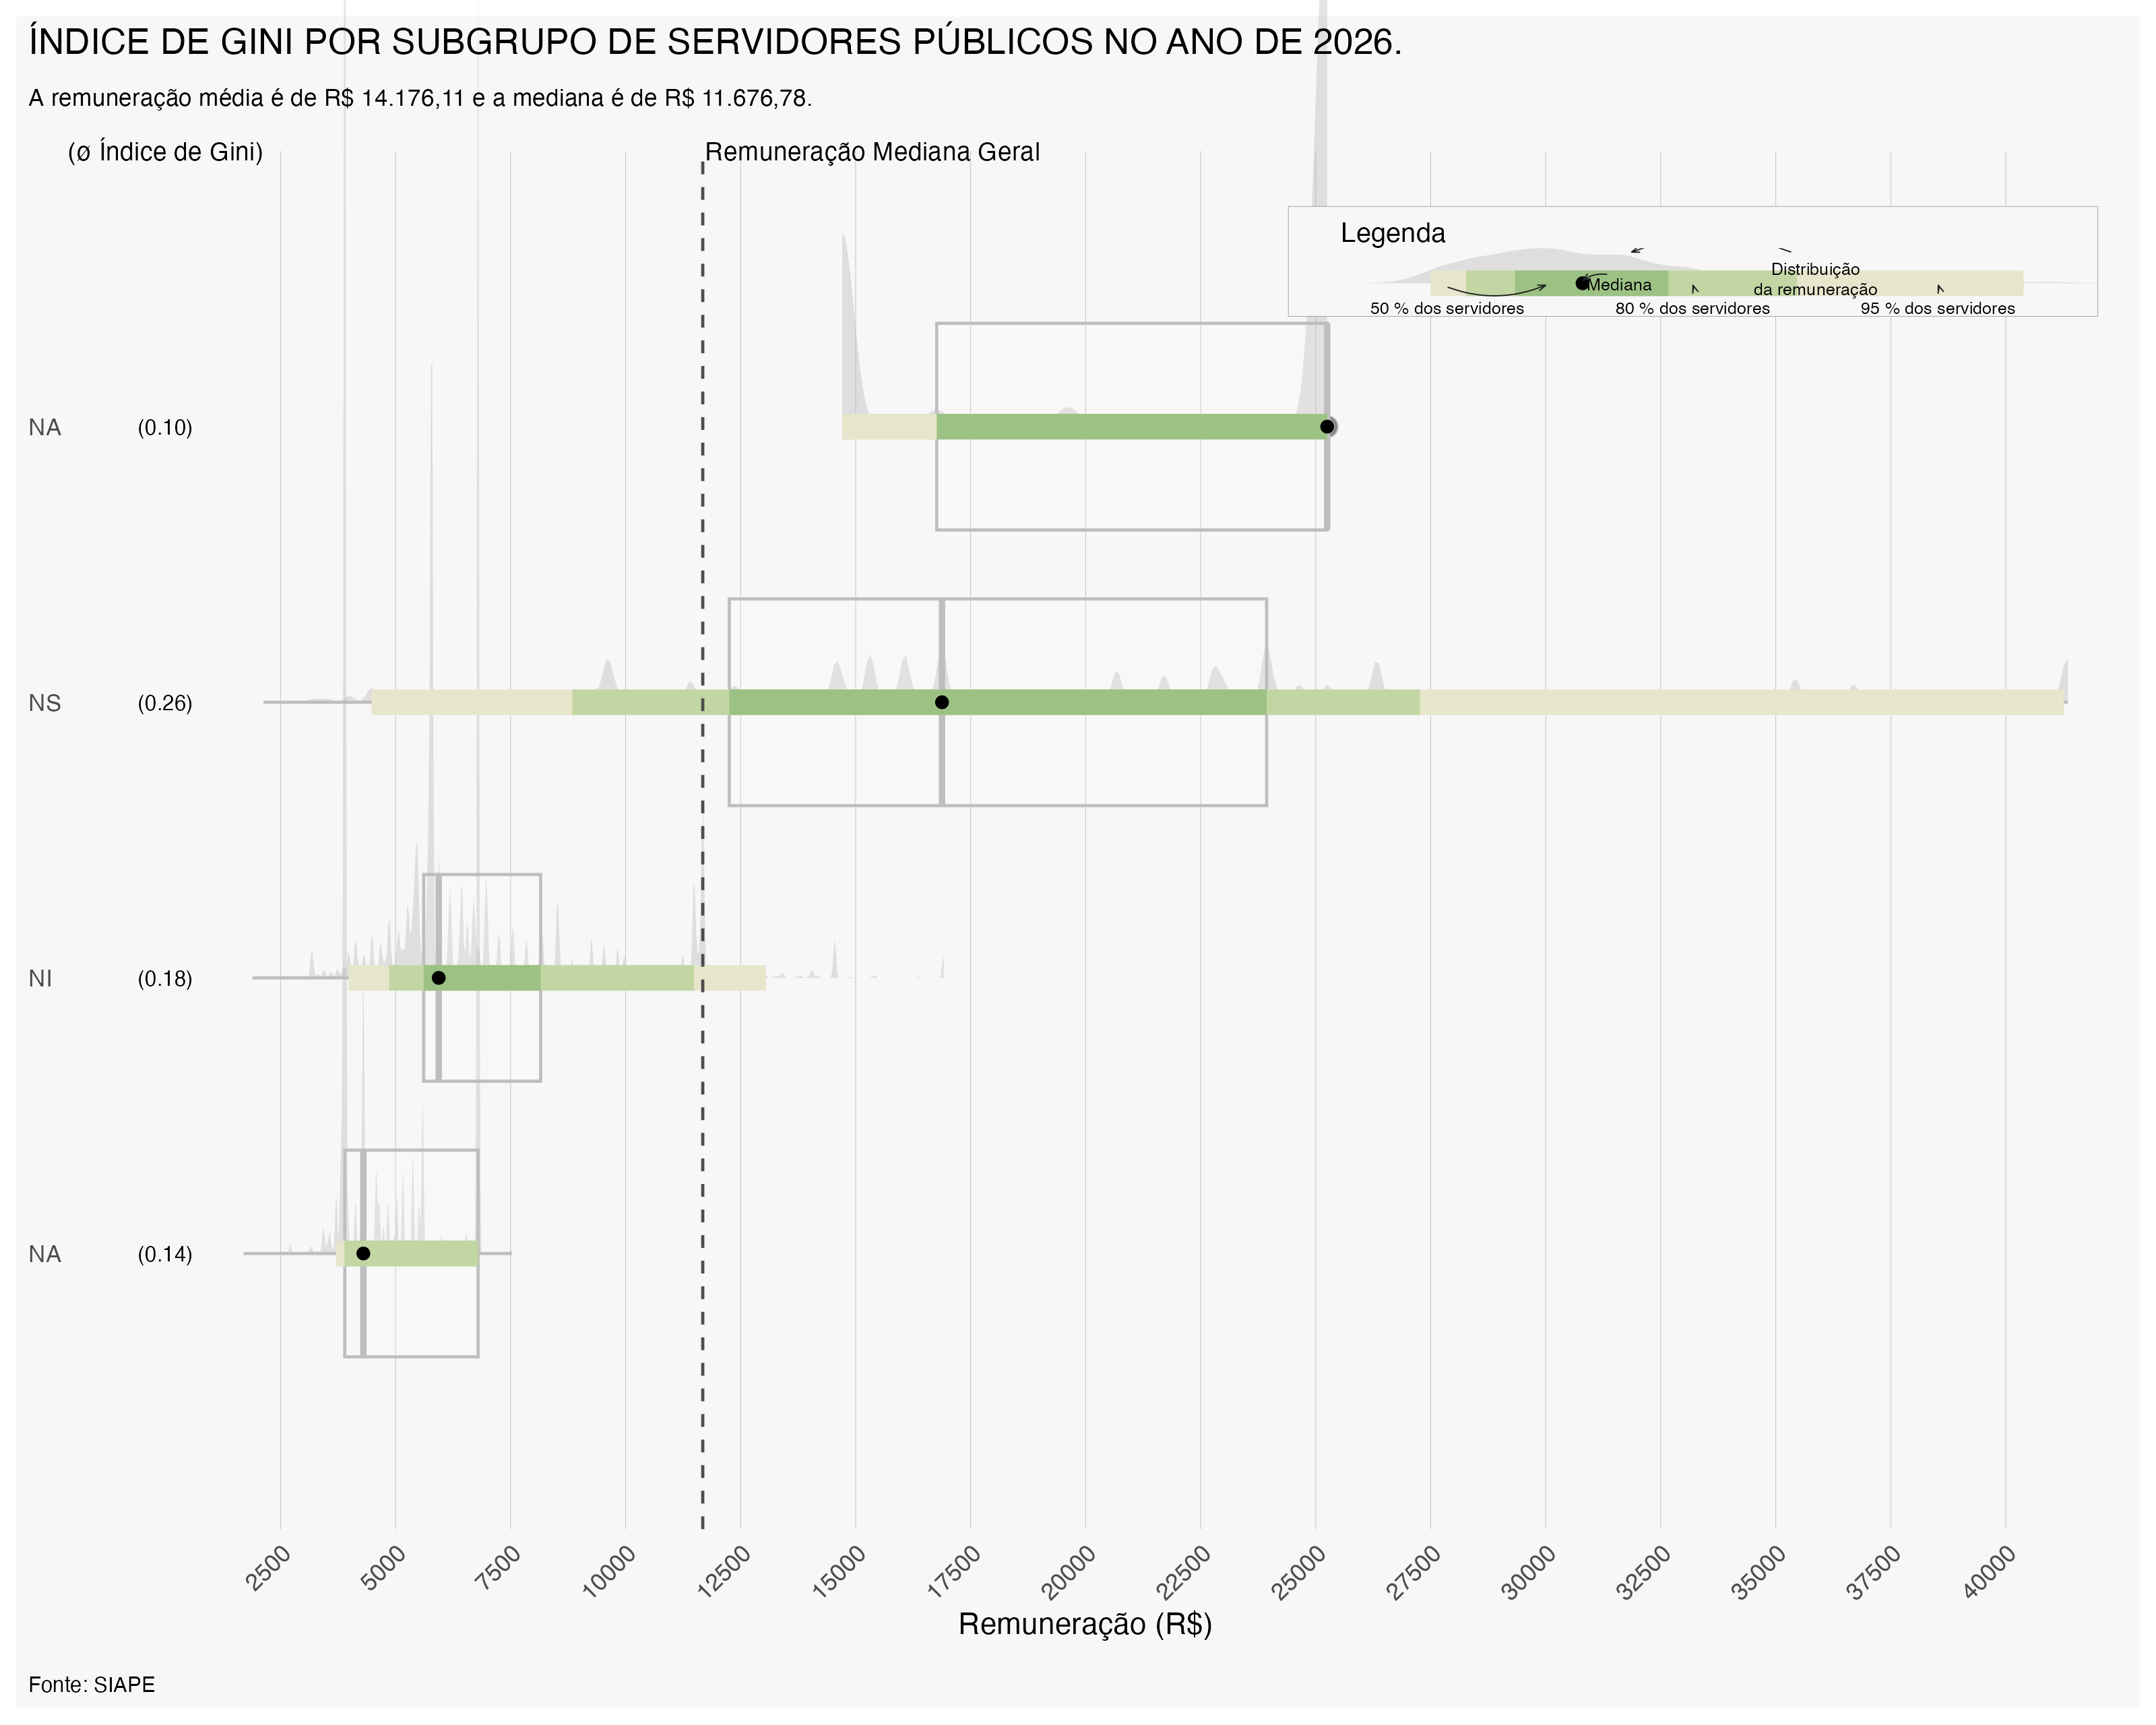 ÍNDICE DE GINI POR SUBGRUPO DE SERVIDORES PÚBLICOS NO ANO DE 2026.
A remuneração média é de R$ 14.176,11 e a mediana é de R$ 11.676,78.
(ø Índice de Gini)
Remuneração Mediana Geral
Legenda
Distribuição
da remuneração
Mediana
50 % dos servidores
80 % dos servidores
95 % dos servidores
NA (0.10)
NS (0.26)
NI (0.18)
NA (0.14)
2500 5000 7500 10000 12500 15000 17500 20000 22500 25000 27500 30000 32500 35000 37500 40000
Remuneração (R$)
Fonte: SIAPE